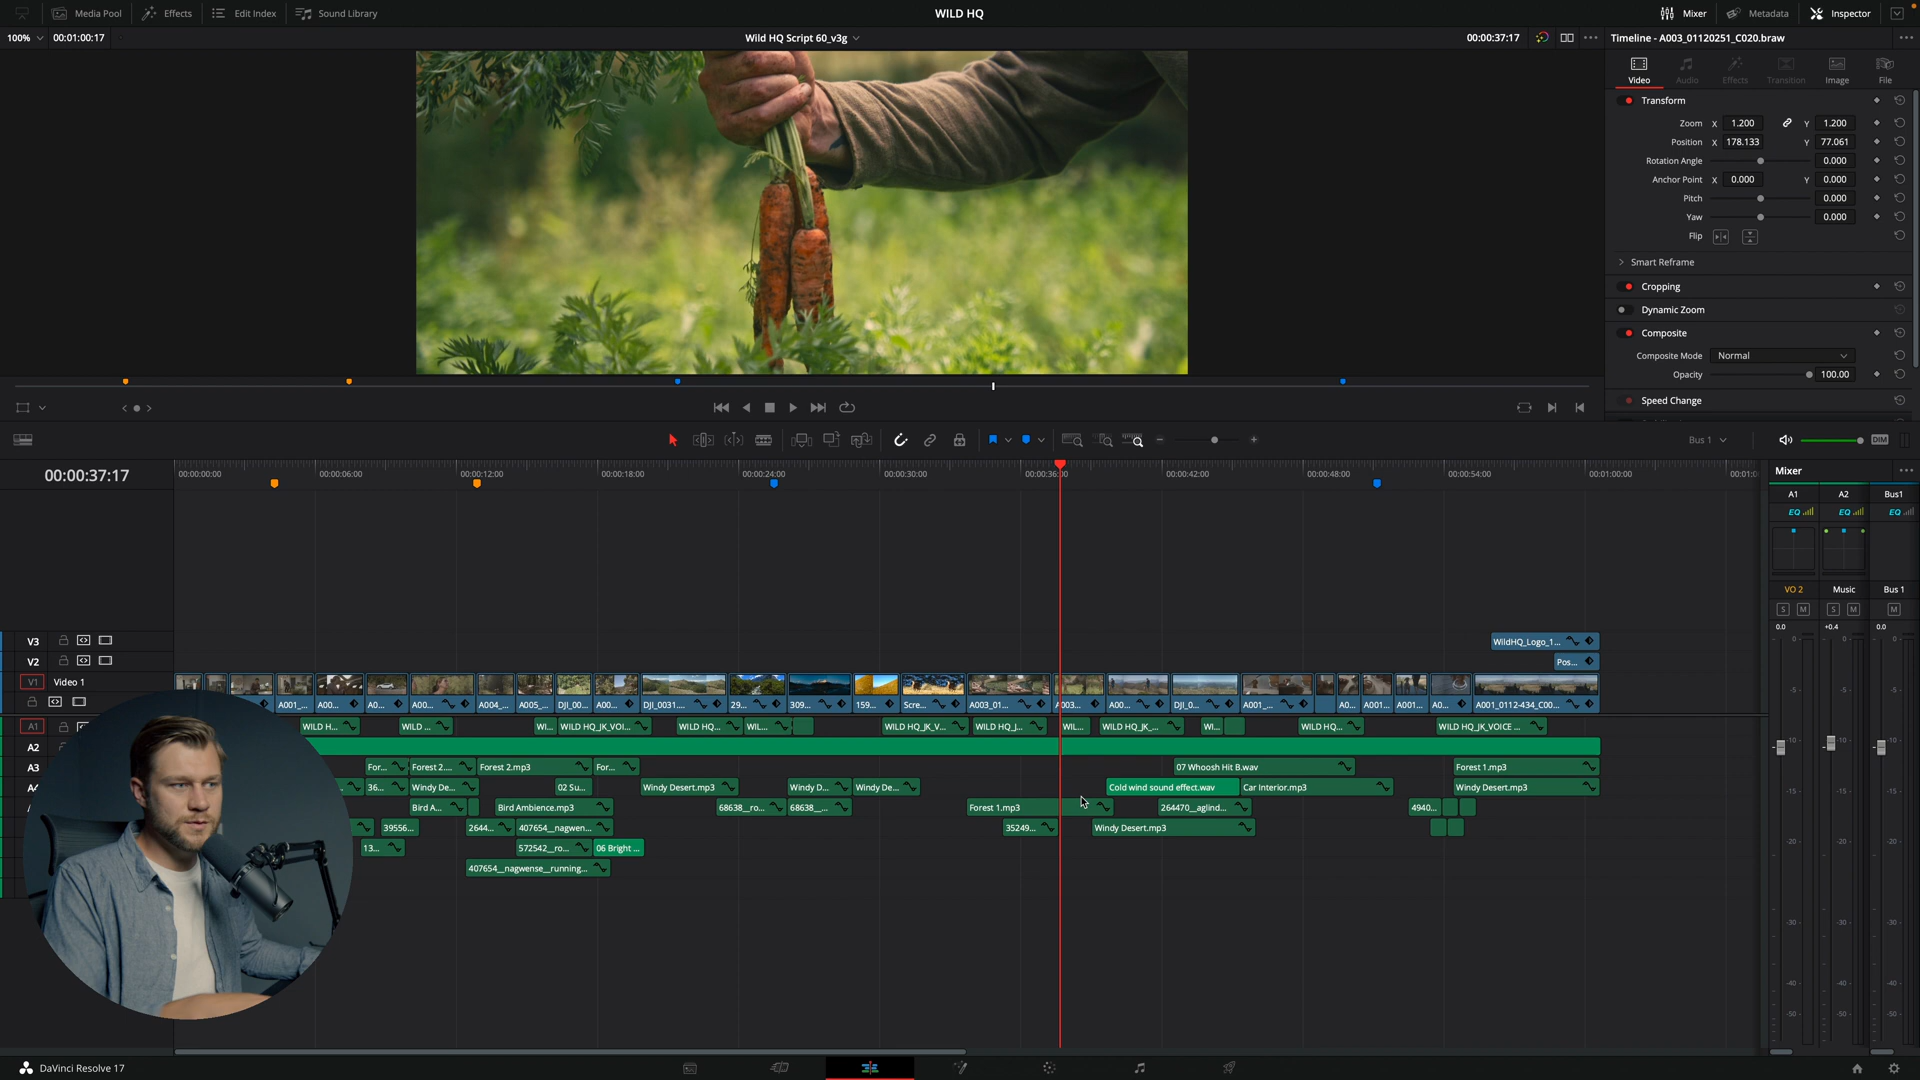 Media Pool Effects Edit Index Sound Library WILD HQ Mixer Metadata Inspector
100% 00:01:00:17 Wild HQ Script 60_v3g 00:00:37:17 Timeline - A003_01120251_C020.braw
Video Audio Effects Transition Image File
Transform
Zoom X 1.200 Y 1.200
Position X 178.133 Y 77.061
Rotation Angle 0.000
Anchor Point X 0.000 Y 0.000
Pitch 0.000
Yaw 0.000
Flip
Smart Reframe
Cropping
Dynamic Zoom
Composite
Composite Mode Normal
Opacity 100.00
Speed Change
Bus 1 DIM
00:00:37:17
00:00:00:00 00:00:06:00 00:00:12:00 00:00:18:00 00:00:24:00 00:00:30:00 00:00:36:00 00:00:42:00 00:00:48:00 00:00:54:00 00:01:00:00 00:01:0
Mixer
A1 A2 Bus1
EQ EQ EQ
VO 2 Music Bus 1
S M S M M
0.0 +0.4 0.0
V3 WildHQ_Logo_1...
V2 Pos...
V1 Video 1
A001_... A00... A0... A00... A004_... A005_... DJI_00... A00... DJI_0031.... 29... 309... 159... Scre... A003_01... A003... A00... DJI_0... A001_... A0... A001... A001... A0... A001_0112-434_C00...
A1 WILD H... WILD ... WI... WILD HQ_JK_VOI... WILD HQ... WIL... WILD HQ_JK_V... WILD HQ_J... WIL... WILD HQ_JK_... WI... WILD HQ... WILD HQ_JK_VOICE ...
A2
A3 For... Forest 2.... Forest 2.mp3 For... 07 Whoosh Hit B.wav Forest 1.mp3
36... Windy De... 02 Su... Windy Desert.mp3 Windy D... Windy De... Cold wind sound effect.wav Car Interior.mp3 Windy Desert.mp3
Bird A... Bird Ambience.mp3 68638__ro... 68638__... Forest 1.mp3 264470__aglind... 4940...
39556... 2644... 407654__nagwen... 35249... Windy Desert.mp3
13... 572542__ro... 06 Bright ...
407654__nagwense__running...
DaVinci Resolve 17